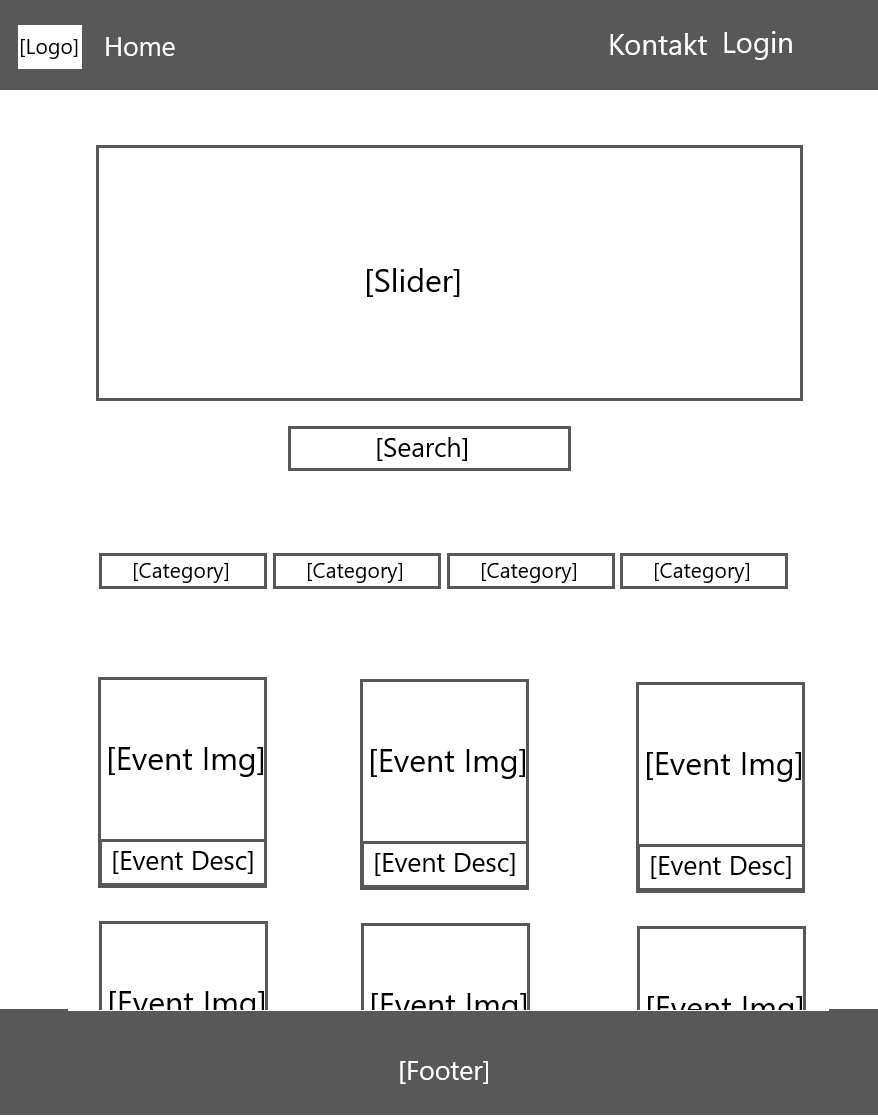 [Logo] Home Kontakt Login
[Slider]
[Search]
[Category] [Category] [Category] [Category]
[Event Img] [Event Img] [Event Img]
[Event Desc] [Event Desc] [Event Desc]
[Event Img] [Event Img] [Event Img]
[Footer]